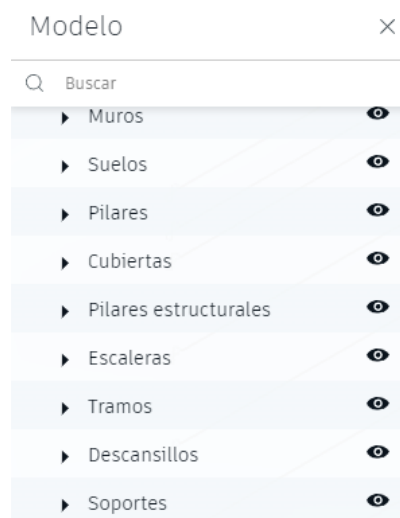 Modelo
Buscar
Muros
Suelos
Pilares
Cubiertas
Pilares estructurales
Escaleras
Tramos
Descansillos
Soportes